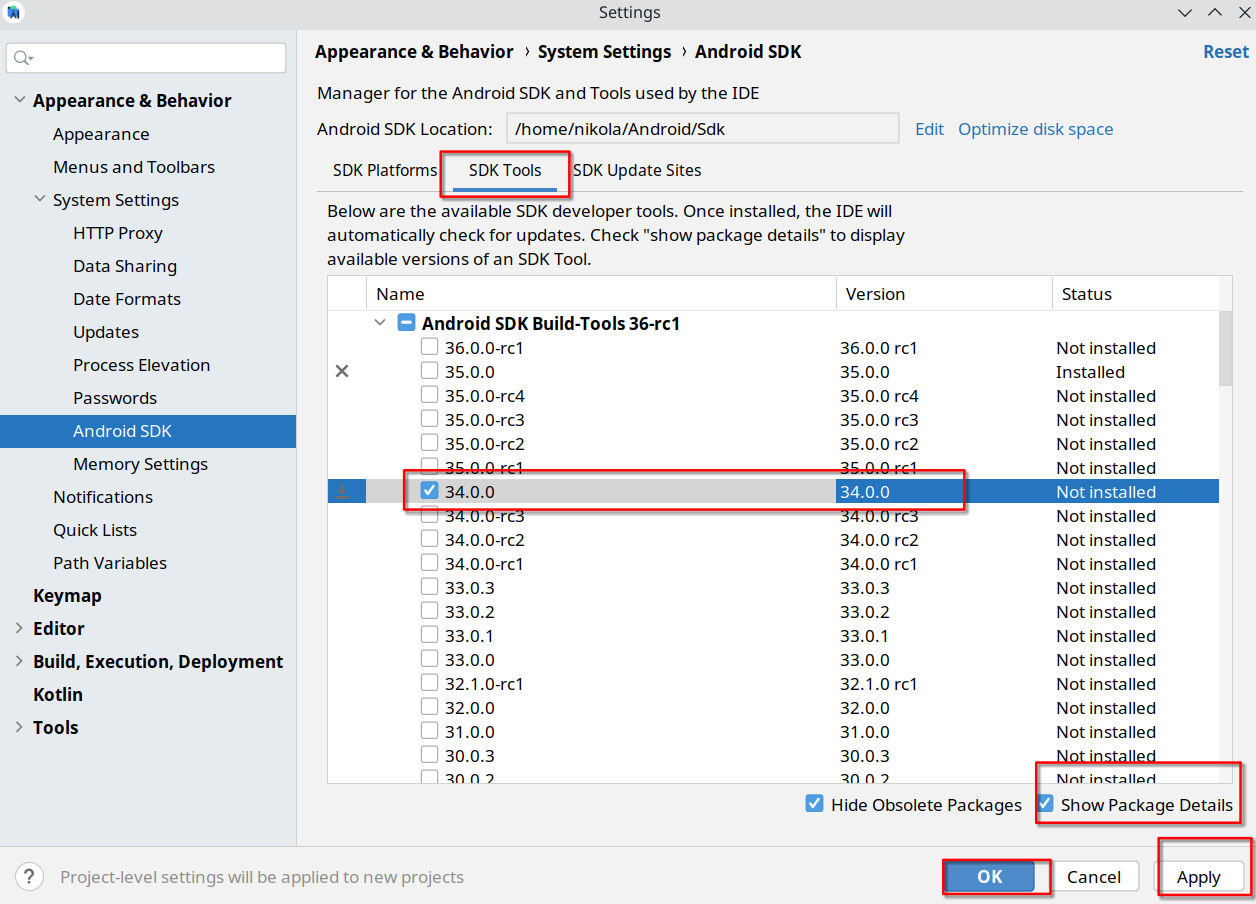 Settings
Appearance & Behavior › System Settings › Android SDK
Reset
Appearance & Behavior
Appearance
Menus and Toolbars
System Settings
HTTP Proxy
Data Sharing
Date Formats
Updates
Process Elevation
Passwords
Android SDK
Memory Settings
Notifications
Quick Lists
Path Variables
Keymap
Editor
Build, Execution, Deployment
Kotlin
Tools
Manager for the Android SDK and Tools used by the IDE
Android SDK Location: /home/nikola/Android/Sdk Edit Optimize disk space
SDK Platforms SDK Tools SDK Update Sites
Below are the available SDK developer tools. Once installed, the IDE will
automatically check for updates. Check "show package details" to display
available versions of an SDK Tool.
Name Version Status
Android SDK Build-Tools 36-rc1
36.0.0-rc1 36.0.0 rc1 Not installed
35.0.0 35.0.0 Installed
35.0.0-rc4 35.0.0 rc4 Not installed
35.0.0-rc3 35.0.0 rc3 Not installed
35.0.0-rc2 35.0.0 rc2 Not installed
35.0.0-rc1 35.0.0 rc1 Not installed
34.0.0 34.0.0 Not installed
34.0.0-rc3 34.0.0 rc3 Not installed
34.0.0-rc2 34.0.0 rc2 Not installed
34.0.0-rc1 34.0.0 rc1 Not installed
33.0.3 33.0.3 Not installed
33.0.2 33.0.2 Not installed
33.0.1 33.0.1 Not installed
33.0.0 33.0.0 Not installed
32.1.0-rc1 32.1.0 rc1 Not installed
32.0.0 32.0.0 Not installed
31.0.0 31.0.0 Not installed
30.0.3 30.0.3 Not installed
30.0.2 30.0.2 Not installed
Hide Obsolete Packages Show Package Details
? Project-level settings will be applied to new projects
OK Cancel Apply